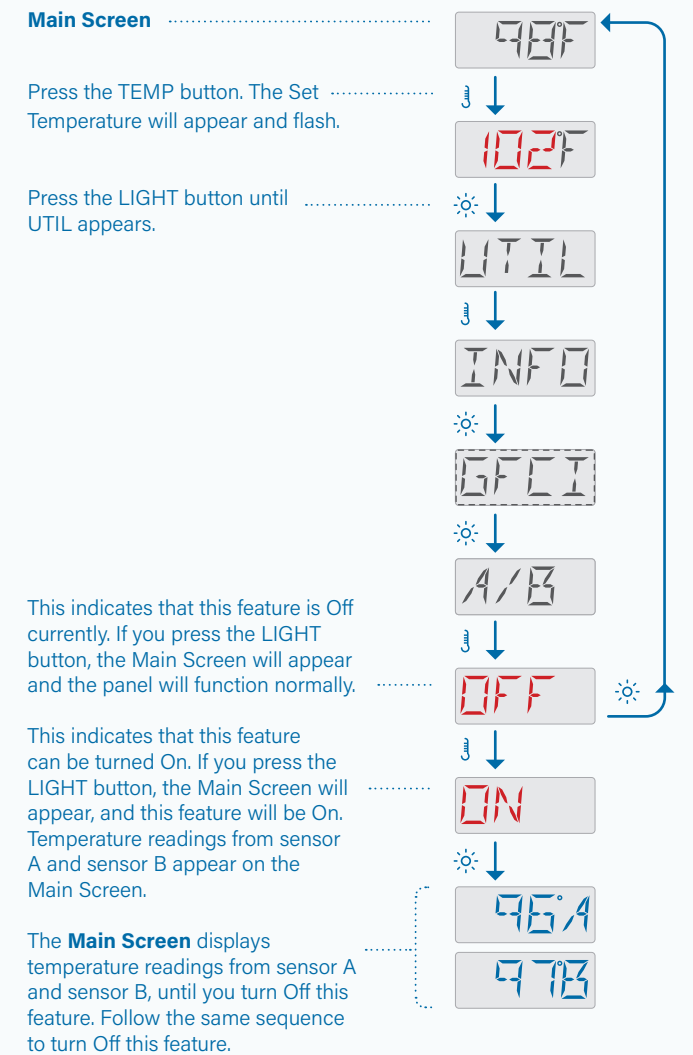 Main Screen
98°F
Press the TEMP button. The Set
Temperature will appear and flash.
102°F
Press the LIGHT button until
UTIL appears.
UTIL
INFO
GFCI
A/B
This indicates that this feature is Off
currently. If you press the LIGHT
button, the Main Screen will appear
and the panel will function normally.
OFF
This indicates that this feature
can be turned On. If you press the
LIGHT button, the Main Screen will
appear, and this feature will be On.
Temperature readings from sensor
A and sensor B appear on the
Main Screen.
ON
The Main Screen displays
temperature readings from sensor A
and sensor B, until you turn Off this
feature. Follow the same sequence
to turn Off this feature.
96°A
97°B